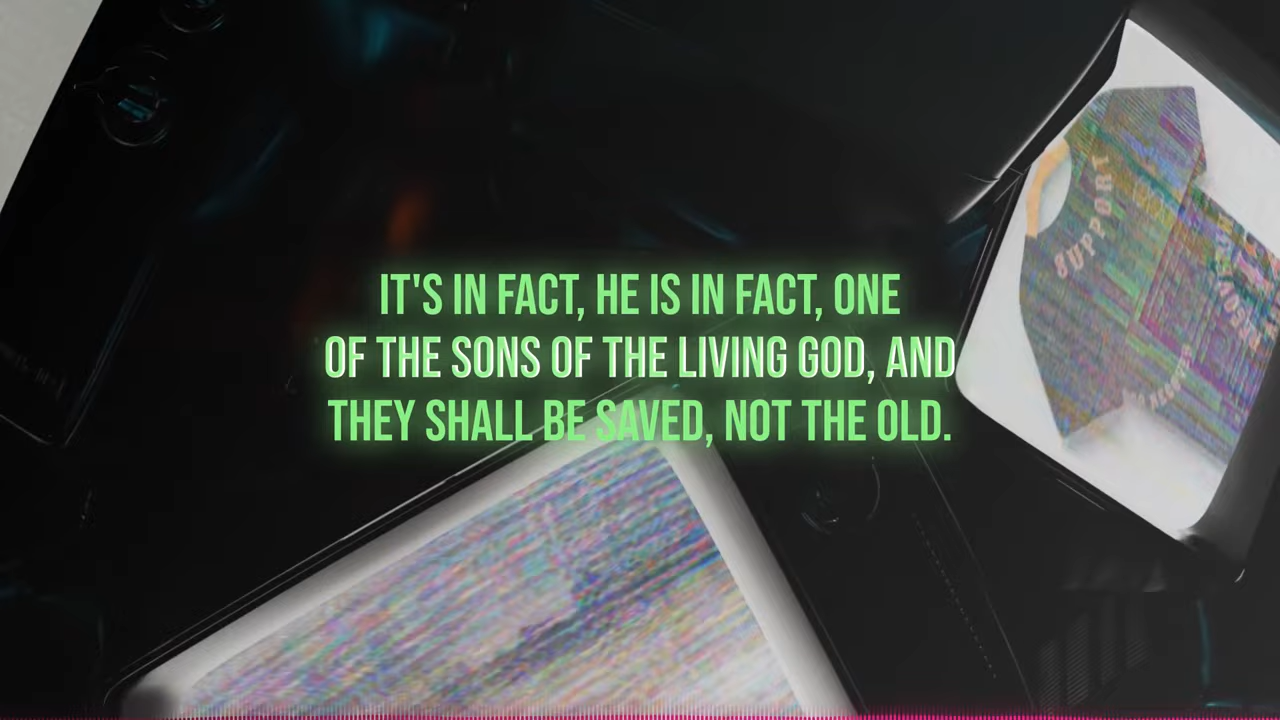 IT'S IN FACT, HE IS IN FACT, ONE
OF THE SONS OF THE LIVING GOD, AND
THEY SHALL BE SAVED, NOT THE OLD.
SUPPORT